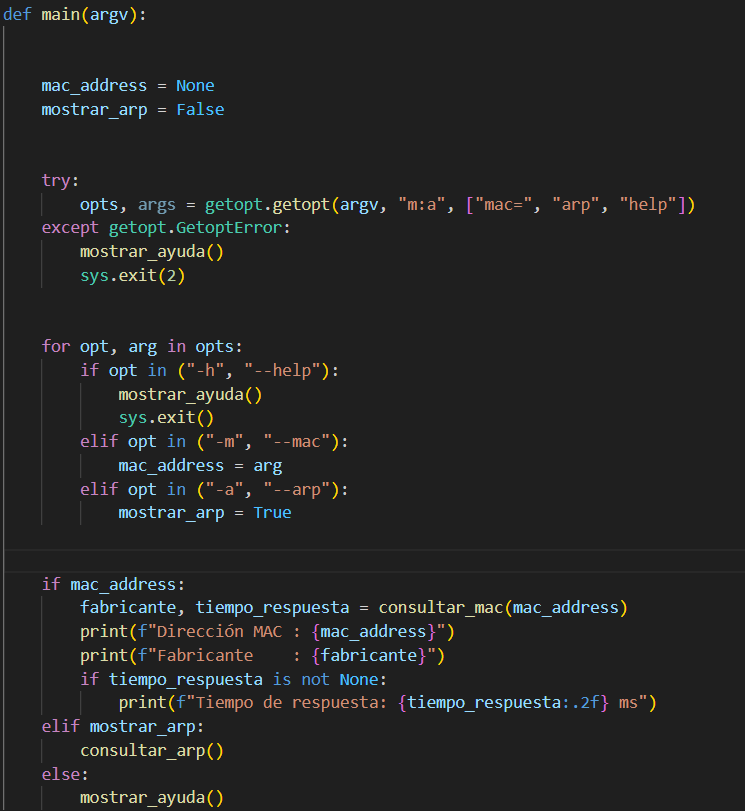 def main(argv):
    mac_address = None
    mostrar_arp = False
    try:
        opts, args = getopt.getopt(argv, "m:a", ["mac=", "arp", "help"])
    except getopt.GetoptError:
        mostrar_ayuda()
        sys.exit(2)
    for opt, arg in opts:
        if opt in ("-h", "--help"):
            mostrar_ayuda()
            sys.exit()
        elif opt in ("-m", "--mac"):
            mac_address = arg
        elif opt in ("-a", "--arp"):
            mostrar_arp = True
    if mac_address:
        fabricante, tiempo_respuesta = consultar_mac(mac_address)
        print(f"Dirección MAC : {mac_address}")
        print(f"Fabricante    : {fabricante}")
        if tiempo_respuesta is not None:
            print(f"Tiempo de respuesta: {tiempo_respuesta:.2f} ms")
    elif mostrar_arp:
        consultar_arp()
    else:
        mostrar_ayuda()